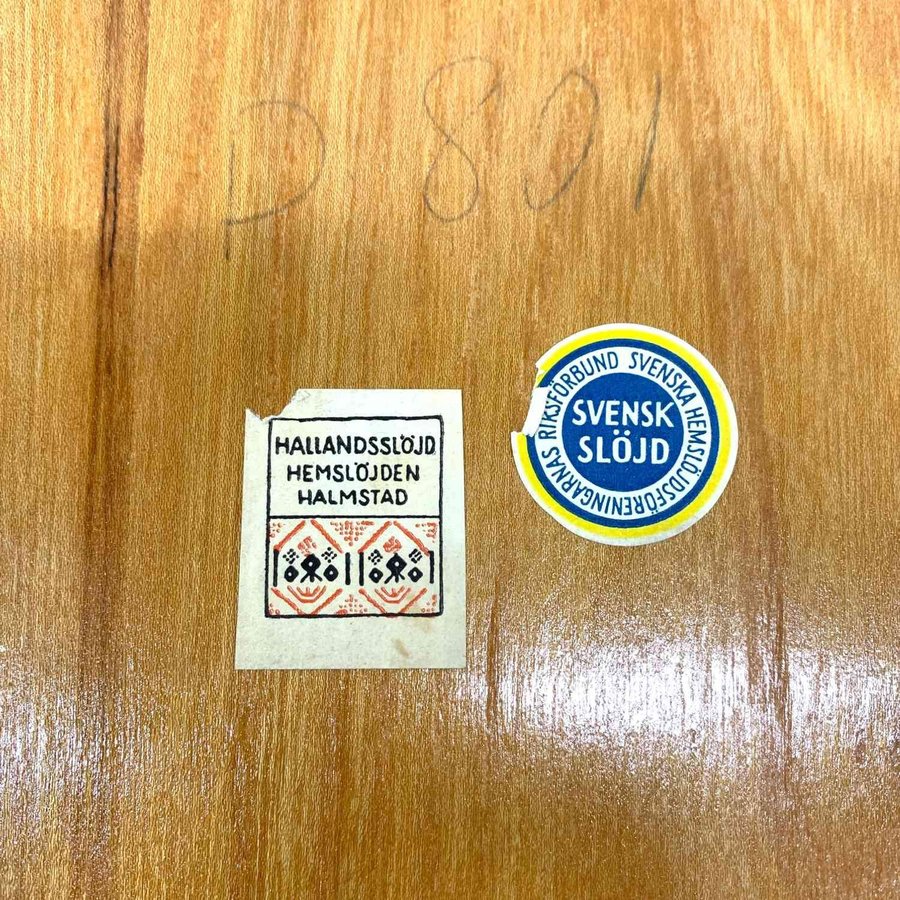 P 801
HALLANDSSLÖJD
HEMSLÖJDEN
HALMSTAD
SVENSKA HEMSLÖJDSFÖRENINGARNAS RIKSFÖRBUND
SVENSK
SLÖJD